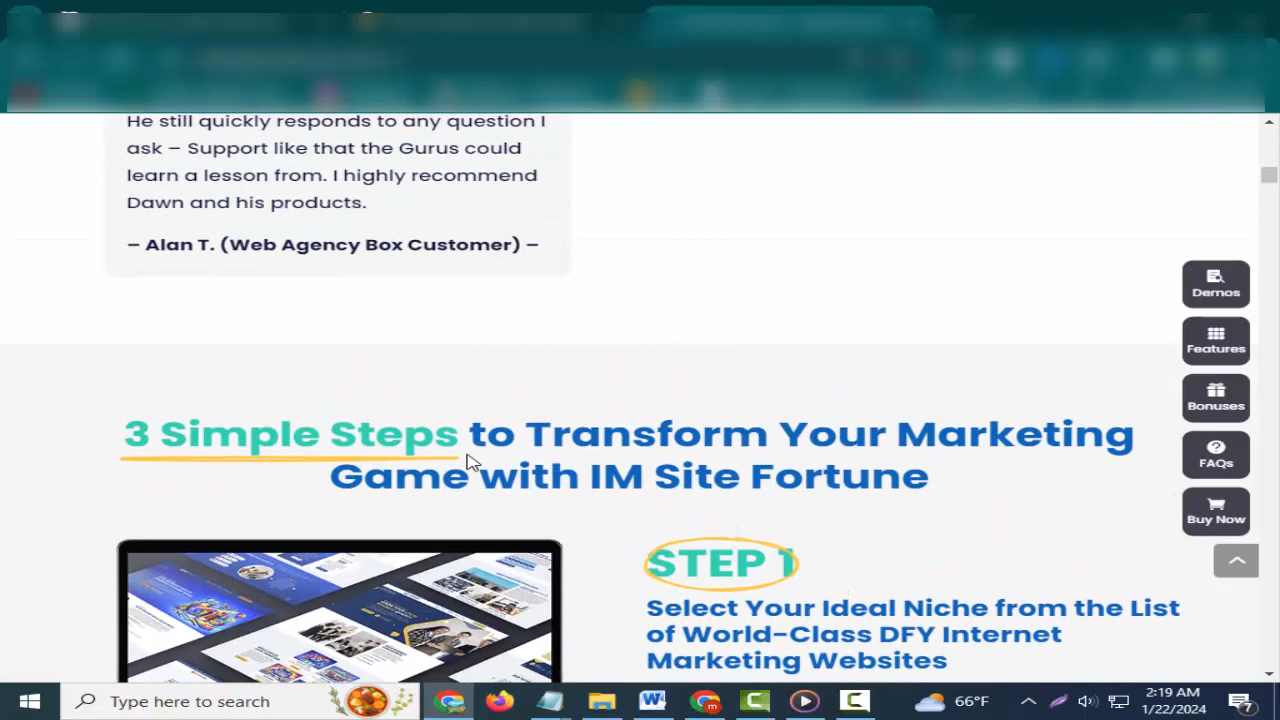 He still quickly responds to any question I
ask – Support like that the Gurus could
learn a lesson from. I highly recommend
Dawn and his products.
– Alan T. (Web Agency Box Customer) –
Demos
Features
Bonuses
FAQs
Buy Now
3 Simple Steps to Transform Your Marketing
Game with IM Site Fortune
STEP 1
Select Your Ideal Niche from the List
of World-Class DFY Internet
Marketing Websites
Type here to search
66°F
2:19 AM
1/22/2024
7